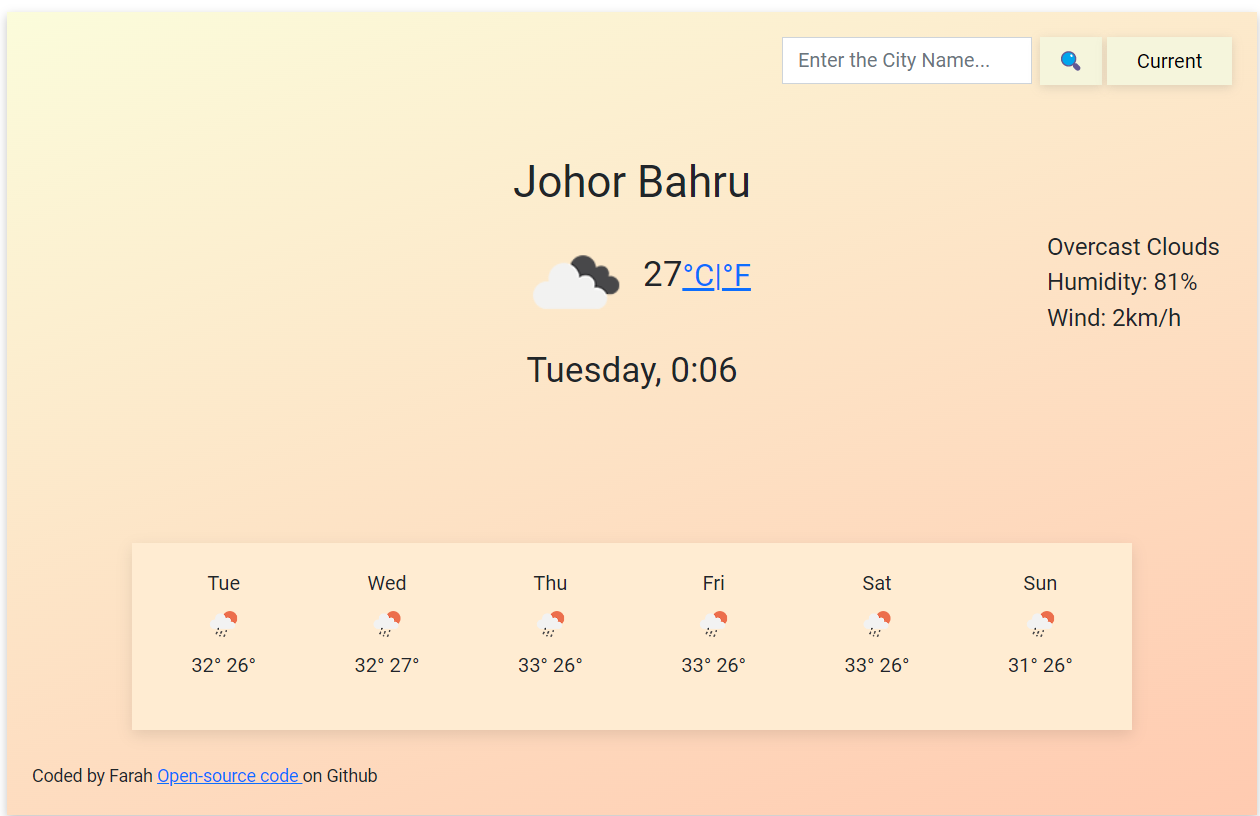 Enter the City Name...
Current
Johor Bahru
27°C|°F
Overcast Clouds
Humidity: 81%
Wind: 2km/h
Tuesday, 0:06
Tue Wed Thu Fri Sat Sun
32° 26° 32° 27° 33° 26° 33° 26° 33° 26° 31° 26°
Coded by Farah Open-source code on Github